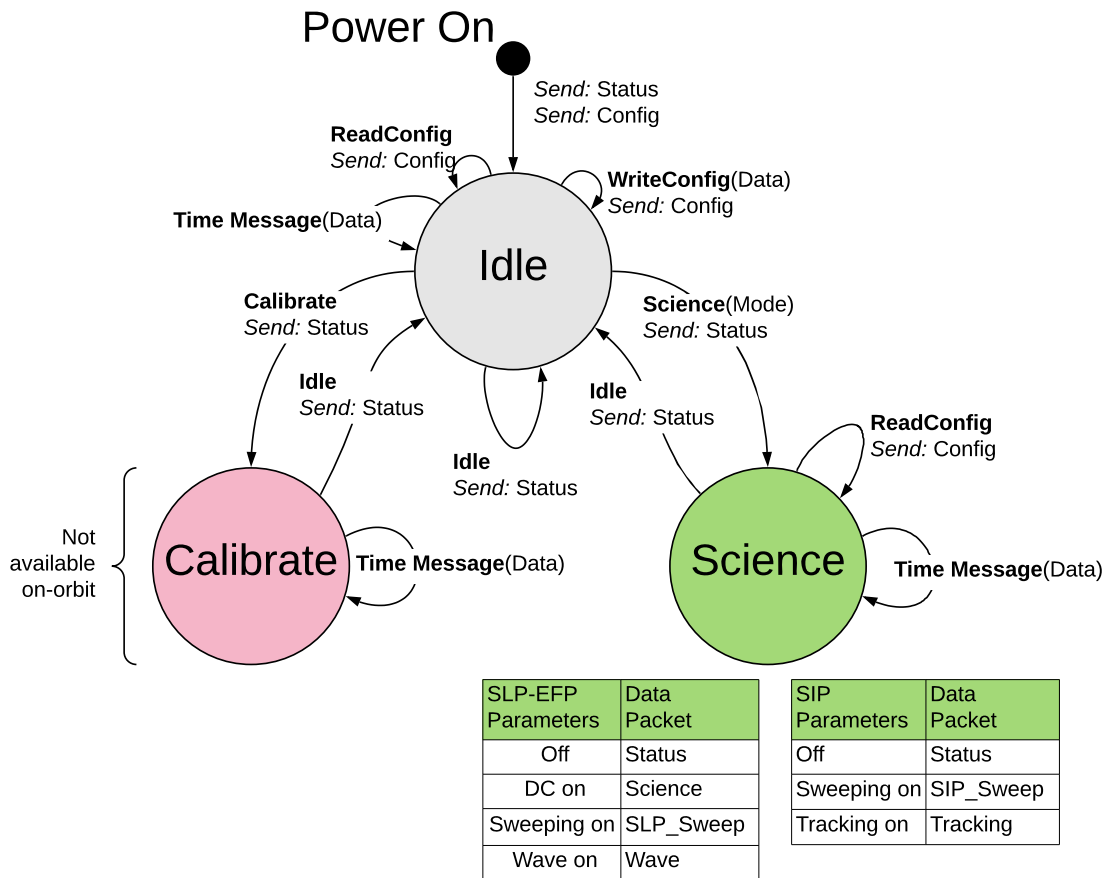 Power On
Send: Status
Send: Config
ReadConfig
Send: Config
WriteConfig(Data)
Send: Config
Time Message(Data)
Idle
Calibrate
Send: Status
Science(Mode)
Send: Status
Idle
Send: Status
Idle
Send: Status
Idle
Send: Status
ReadConfig
Send: Config
Not
available
on-orbit
Calibrate
Time Message(Data)
Science
Time Message(Data)
SLP-EFP Data
Parameters Packet
Off Status
DC on Science
Sweeping on SLP_Sweep
Wave on Wave
SIP Data
Parameters Packet
Off Status
Sweeping on SIP_Sweep
Tracking on Tracking